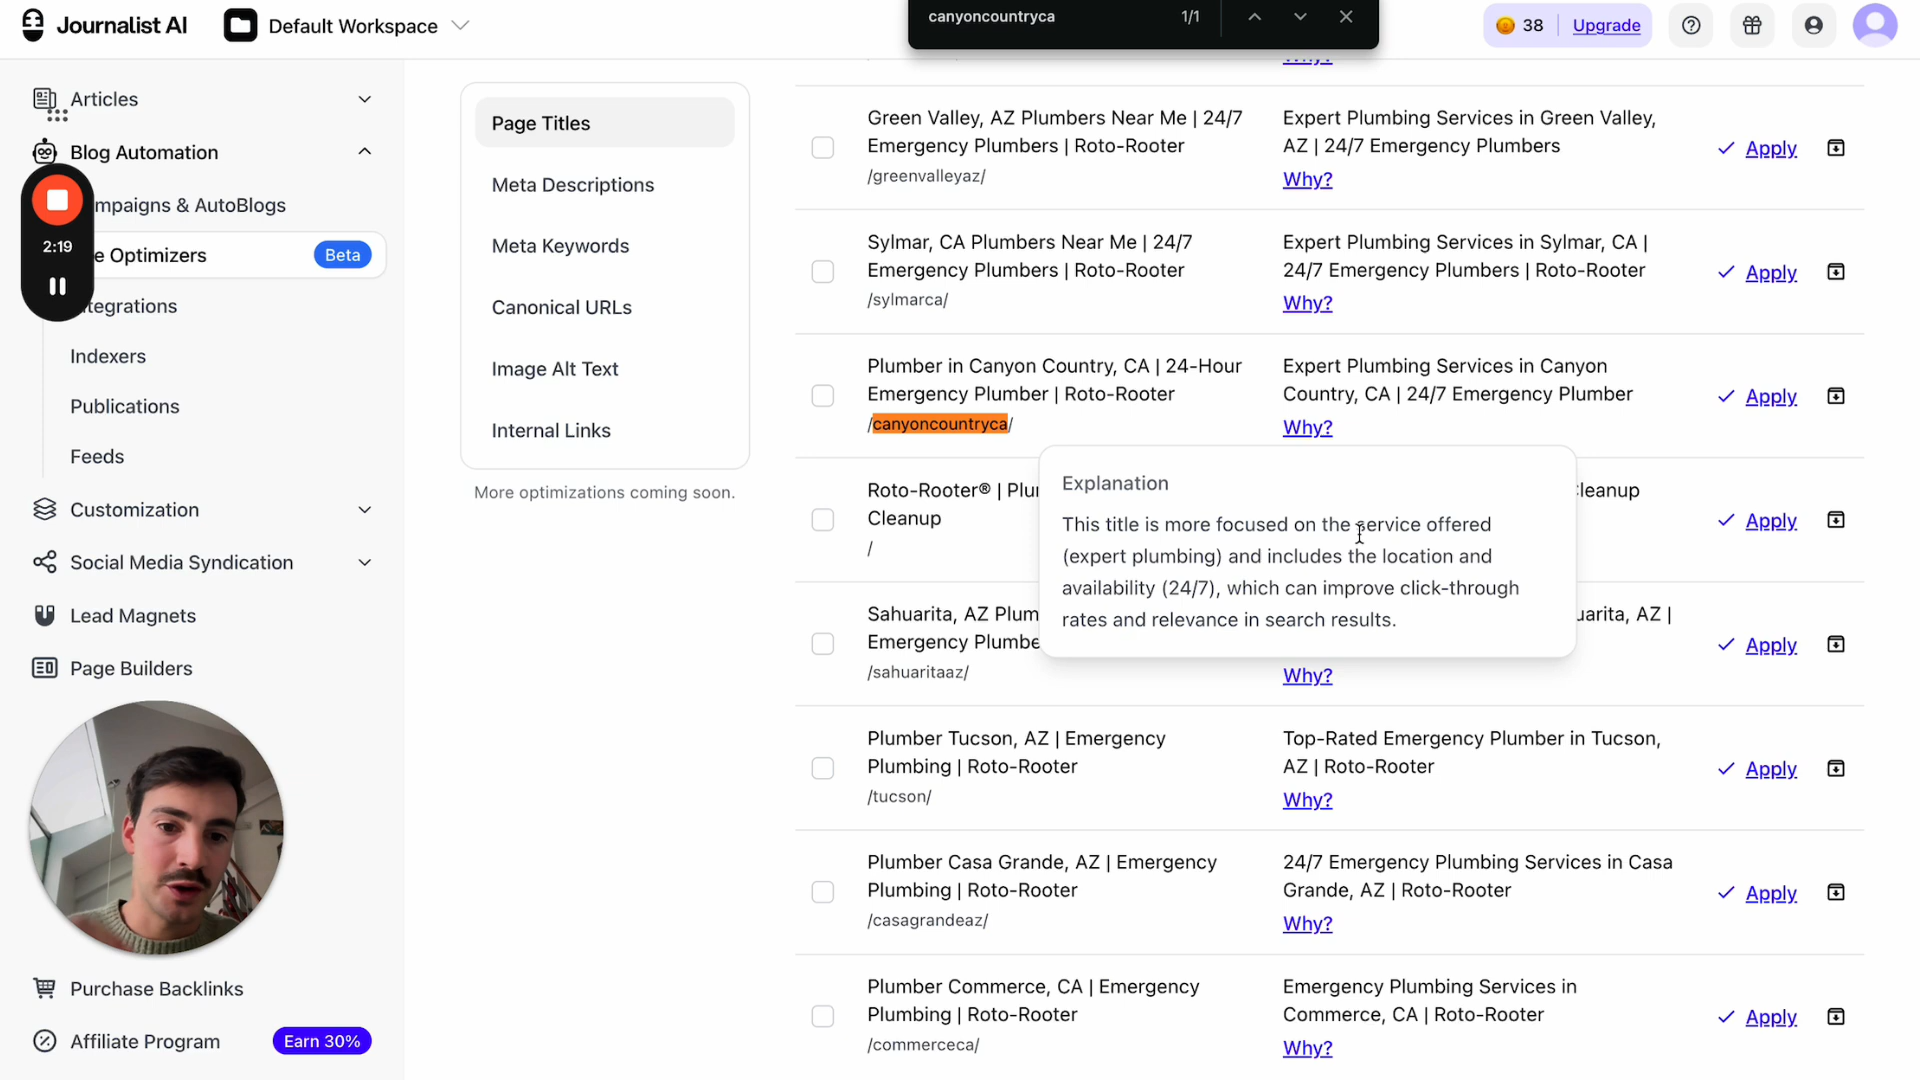 Journalist AI
Default Workspace
canyoncountryca
1/1
38
Upgrade
Articles
Blog Automation
2:19
mpaigns & AutoBlogs
e Optimizers
Beta
tegrations
Indexers
Publications
Feeds
Customization
Social Media Syndication
Lead Magnets
Page Builders
Purchase Backlinks
Affiliate Program
Earn 30%
Page Titles
Meta Descriptions
Meta Keywords
Canonical URLs
Image Alt Text
Internal Links
More optimizations coming soon.
Why?
Green Valley, AZ Plumbers Near Me | 24/7
Emergency Plumbers | Roto-Rooter
/greenvalleyaz/
Expert Plumbing Services in Green Valley,
AZ | 24/7 Emergency Plumbers
Why?
Apply
Sylmar, CA Plumbers Near Me | 24/7
Emergency Plumbers | Roto-Rooter
/sylmarca/
Expert Plumbing Services in Sylmar, CA |
24/7 Emergency Plumbers | Roto-Rooter
Why?
Apply
Plumber in Canyon Country, CA | 24-Hour
Emergency Plumber | Roto-Rooter
/canyoncountryca/
Expert Plumbing Services in Canyon
Country, CA | 24/7 Emergency Plumber
Why?
Apply
Explanation
This title is more focused on the service offered
(expert plumbing) and includes the location and
availability (24/7), which can improve click-through
rates and relevance in search results.
Roto-Rooter® | Plu
Cleanup
/
Cleanup
Apply
Sahuarita, AZ Plum
Emergency Plumbe
/sahuaritaaz/
uarita, AZ |
Why?
Apply
Plumber Tucson, AZ | Emergency
Plumbing | Roto-Rooter
/tucson/
Top-Rated Emergency Plumber in Tucson,
AZ | Roto-Rooter
Why?
Apply
Plumber Casa Grande, AZ | Emergency
Plumbing | Roto-Rooter
/casagrandeaz/
24/7 Emergency Plumbing Services in Casa
Grande, AZ | Roto-Rooter
Why?
Apply
Plumber Commerce, CA | Emergency
Plumbing | Roto-Rooter
/commerceca/
Emergency Plumbing Services in
Commerce, CA | Roto-Rooter
Why?
Apply